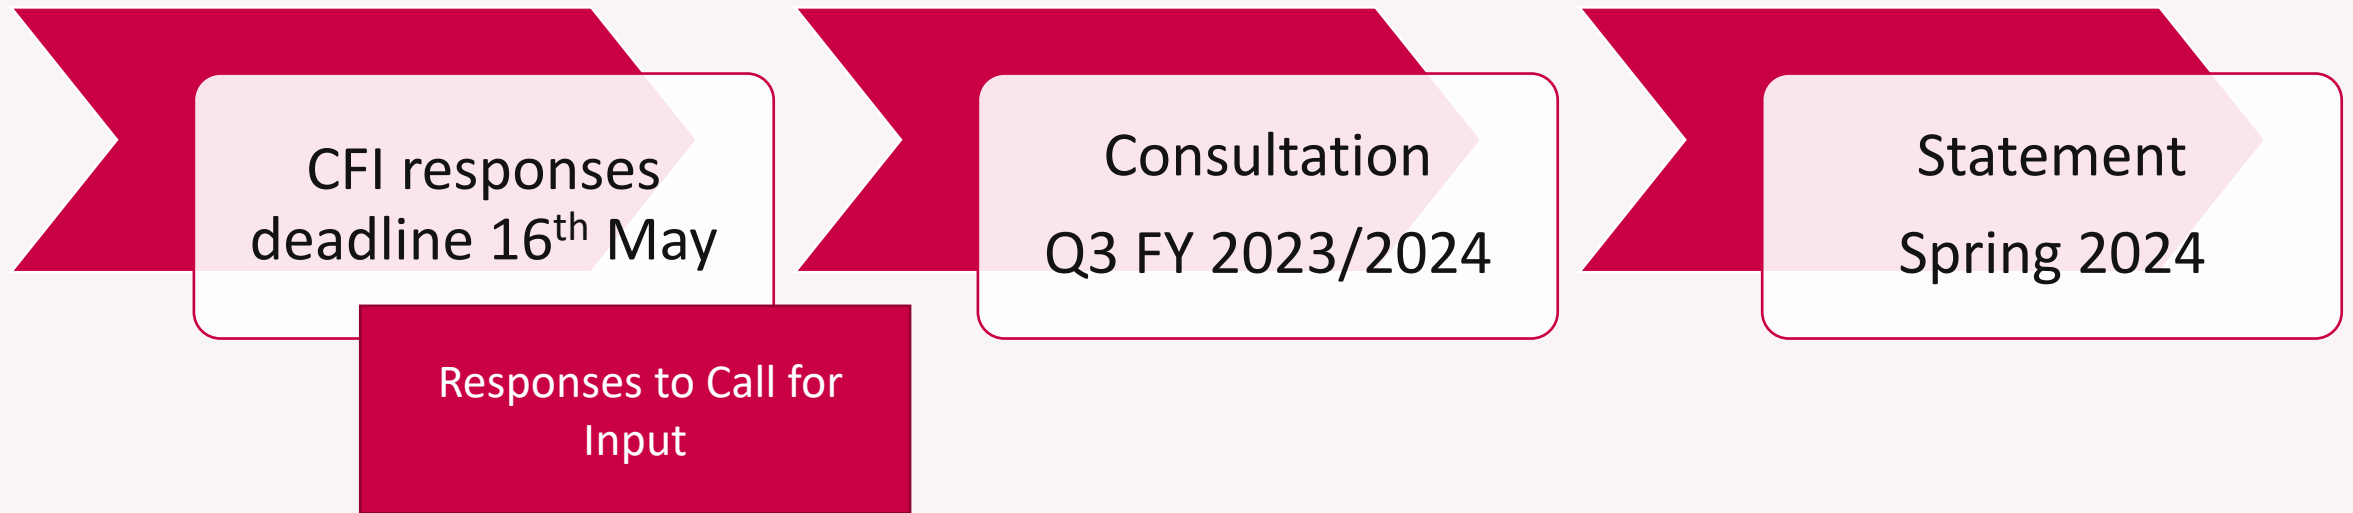 CFI responses
deadline 16th May
Responses to Call for
Input
Consultation
Q3 FY 2023/2024
Statement
Spring 2024